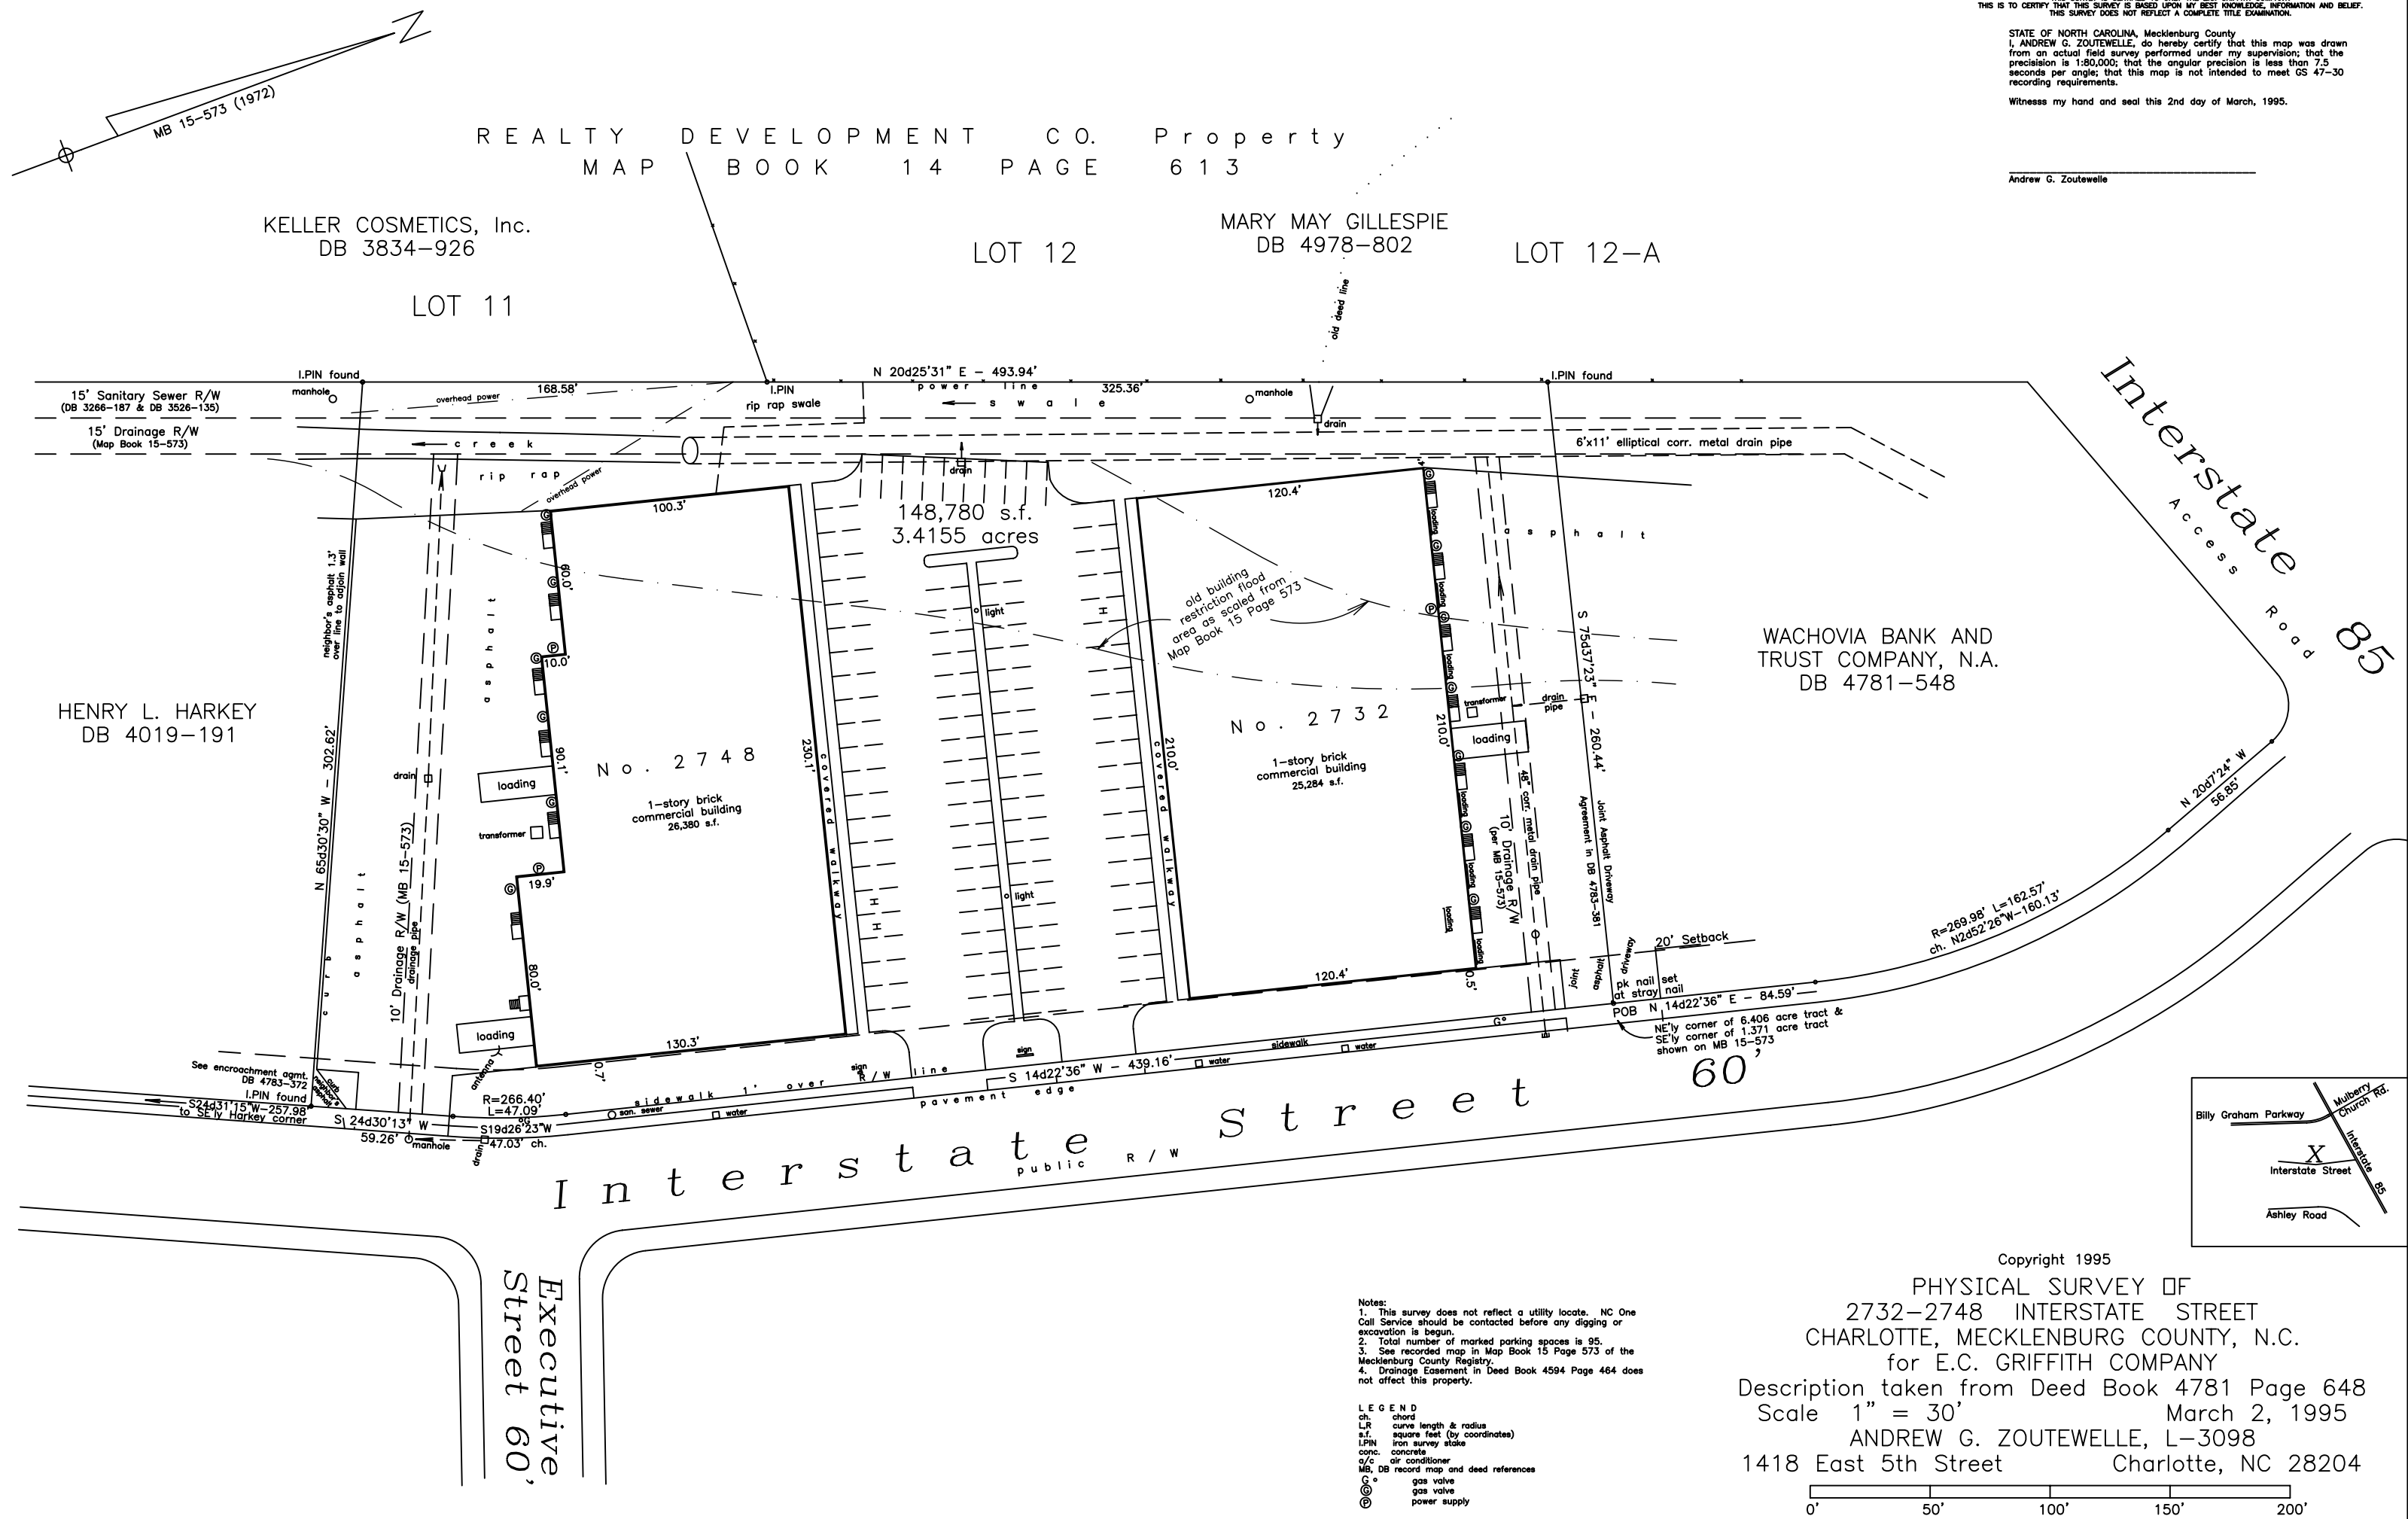 THIS IS TO CERTIFY THAT THIS SURVEY IS BASED UPON MY BEST KNOWLEDGE, INFORMATION AND BELIEF.
THIS SURVEY DOES NOT REFLECT A COMPLETE TITLE EXAMINATION.
STATE OF NORTH CAROLINA, Mecklenburg County
I, ANDREW G. ZOUTEWELLE, do hereby certify that this map was drawn
from an actual field survey performed under my supervision; that the
precisision is 1:80,000; that the angular precision is less than 7.5
seconds per angle; that this map is not intended to meet GS 47-30
recording requirements.
Witnesss my hand and seal this 2nd day of March, 1995.
Andrew G. Zoutewelle
MB 15-573 (1972)
REALTY DEVELOPMENT CO. Property
MAP BOOK 14 PAGE 613
KELLER COSMETICS, Inc.
DB 3834-926
LOT 11
LOT 12
MARY MAY GILLESPIE
DB 4978-802
LOT 12-A
old deed line
I.PIN found
manhole
168.58'
overhead power
I.PIN
rip rap swale
N 20d25'31" E - 493.94'
power line
swale
325.36'
manhole
drain
I.PIN found
15' Sanitary Sewer R/W
(DB 3266-187 & DB 3526-135)
15' Drainage R/W
(Map Book 15-573)
creek
rip rap
overhead power
drain
6'x11' elliptical corr. metal drain pipe
148,780 s.f.
3.4155 acres
100.3'
120.4'
.4'
asphalt
Interstate 85
Access Road
neighbor's asphalt 1.3'
over line to adjoin wall
60.0'
10.0'
90.1'
19.9'
80.0'
130.3'
0.7'
230.1'
asphalt
asphalt
curb
HENRY L. HARKEY
DB 4019-191
N 65d30'30" W - 302.62'
10' Drainage R/W (MB 15-573)
drainage pipe
drain
loading
transformer
loading
antenna
No. 2748
1-story brick
commercial building
26,380 s.f.
covered walkway
light
light
H
H
H
old building
restriction flood
area as scaled from
Map Book 15 Page 573
covered walkway
210.0'
No. 2732
1-story brick
commercial building
25,284 s.f.
210.0'
120.4'
0.5'
loading
loading
loading
loading
loading
loading
loading
loading
loading
loading
loading
G
P
transformer
drain
pipe
48" corr. metal drain pipe
10' Drainage R/W
(per MB 15-573)
S 75d37'23" E - 260.44'
Joint Asphalt Driveway
Agreement in DB 4783-381
WACHOVIA BANK AND
TRUST COMPANY, N.A.
DB 4781-548
N 20d7'24" W
56.85'
R=269.98' L=162.57'
ch. N2d52'26"W-160.13'
20' Setback
joint
asphalt
driveway
pk nail set
at stray nail
POB N 14d22'36" E - 84.59'
NE'ly corner of 6.406 acre tract &
SE'ly corner of 1.371 acre tract
shown on MB 15-573
See encroachment agmt.
DB 4783-372
I.PIN found
S24d31'15"W-257.98'
to SE'ly Harkey corner
curb
neighbor's
asphalt
S 24d30'13" W
59.26'
manhole
drain
R=266.40'
L=47.09'
S19d26'23"W
47.03' ch.
san. sewer
sidewalk 1' over R/W line
water
sign
sign
pavement edge
S 14d22'36" W - 439.16'
water
sidewalk
water
G
Interstate Street 60'
public R/W
Executive
Street 60'
Billy Graham Parkway
Mulberry
Church Rd.
X
Interstate Street
Interstate 85
Ashley Road
Notes:
1. This survey does not reflect a utility locate. NC One
Call Service should be contacted before any digging or
excavation is begun.
2. Total number of marked parking spaces is 95.
3. See recorded map in Map Book 15 Page 573 of the
Mecklenburg County Registry.
4. Drainage Easement in Deed Book 4594 Page 464 does
not affect this property.
LEGEND
ch. chord
L,R curve length & radius
s.f. square feet (by coordinates)
I.PIN iron survey stake
conc. concrete
a/c air conditioner
MB, DB record map and deed references
G gas valve
G gas valve
P power supply
Copyright 1995
PHYSICAL SURVEY OF
2732-2748 INTERSTATE STREET
CHARLOTTE, MECKLENBURG COUNTY, N.C.
for E.C. GRIFFITH COMPANY
Description taken from Deed Book 4781 Page 648
Scale 1" = 30' March 2, 1995
ANDREW G. ZOUTEWELLE, L-3098
1418 East 5th Street Charlotte, NC 28204
0' 50' 100' 150' 200'